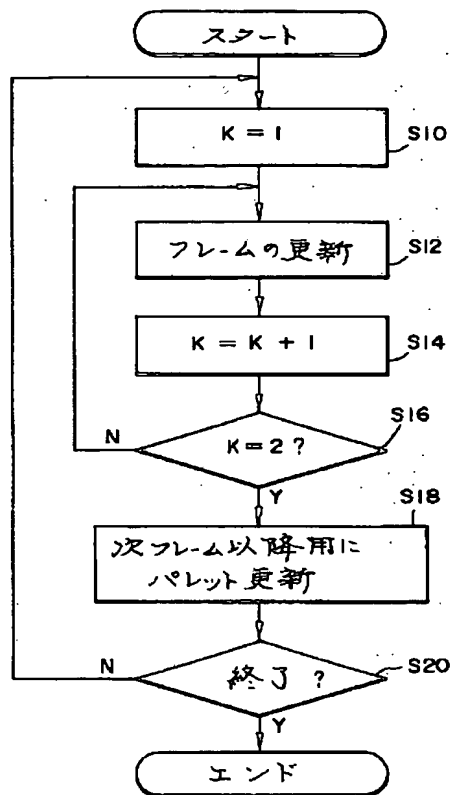 スタート
K = 1
S10
フレームの更新
S12
K = K + 1
S14
K = 2 ?
S16
N
Y
S18
次フレーム以降用に
パレット更新
終了 ?
S20
N
Y
エンド